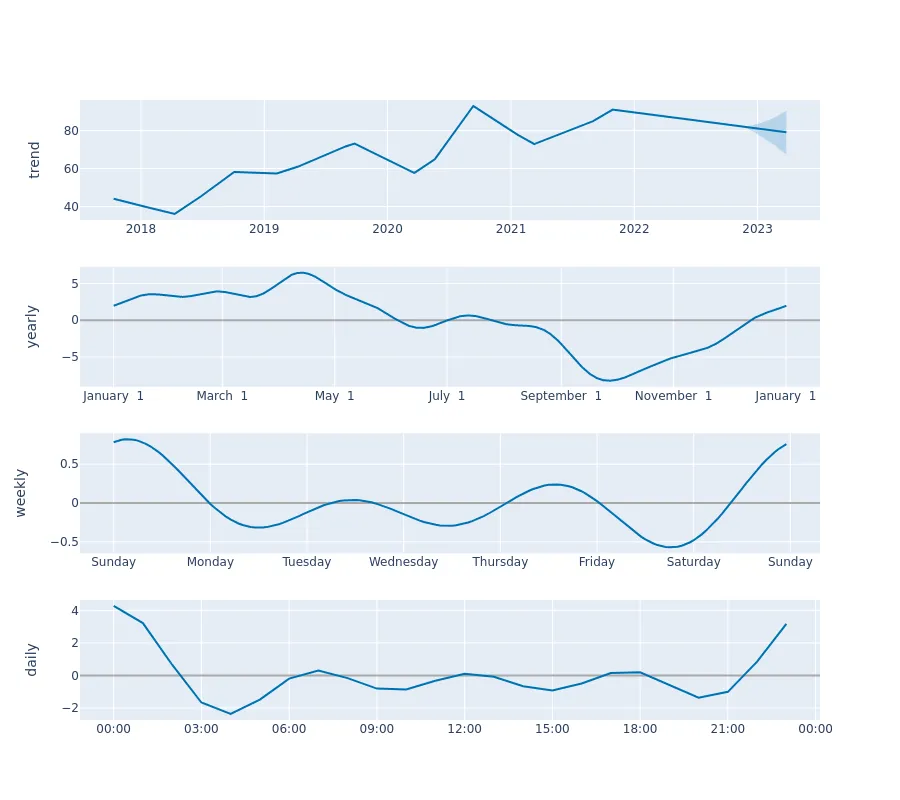 trend
80
60
40
2018 2019 2020 2021 2022 2023
yearly
5
0
−5
January 1 March 1 May 1 July 1 September 1 November 1 January 1
weekly
0.5
0
−0.5
Sunday Monday Tuesday Wednesday Thursday Friday Saturday Sunday
daily
4
2
0
−2
00:00 03:00 06:00 09:00 12:00 15:00 18:00 21:00 00:00